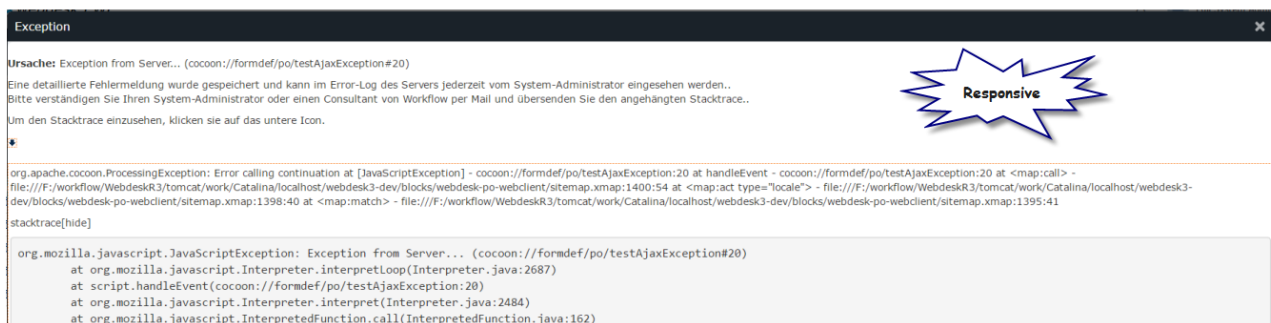 Exception
Ursache: Exception from Server... (cocoon://formdef/po/testAjaxException#20)
Eine detaillierte Fehlermeldung wurde gespeichert und kann im Error-Log des Servers jederzeit vom System-Administrator eingesehen werden..
Bitte verständigen Sie Ihren System-Administrator oder einen Consultant von Workflow per Mail und übersenden Sie den angehängten Stacktrace..
Responsive
Um den Stacktrace einzusehen, klicken sie auf das untere Icon.
org.apache.cocoon.ProcessingException: Error calling continuation at [JavaScriptException] - cocoon://formdef/po/testAjaxException:20 at handleEvent - cocoon://formdef/po/testAjaxException:20 at <map:call> -
file:///F:/workflow/WebdeskR3/tomcat/work/Catalina/localhost/webdesk3-dev/blocks/webdesk-po-webclient/sitemap.xmap:1400:54 at <map:act type="locale"> - file:///F:/workflow/WebdeskR3/tomcat/work/Catalina/localhost/webdesk3-
dev/blocks/webdesk-po-webclient/sitemap.xmap:1398:40 at <map:match> - file:///F:/workflow/WebdeskR3/tomcat/work/Catalina/localhost/webdesk3-dev/blocks/webdesk-po-webclient/sitemap.xmap:1395:41
stacktrace[hide]
org.mozilla.javascript.JavaScriptException: Exception from Server... (cocoon://formdef/po/testAjaxException#20)
at org.mozilla.javascript.Interpreter.interpretLoop(Interpreter.java:2687)
at script.handleEvent(cocoon://formdef/po/testAjaxException:20)
at org.mozilla.javascript.Interpreter.interpret(Interpreter.java:2484)
at org.mozilla.javascript.InterpretedFunction.call(InterpretedFunction.java:162)